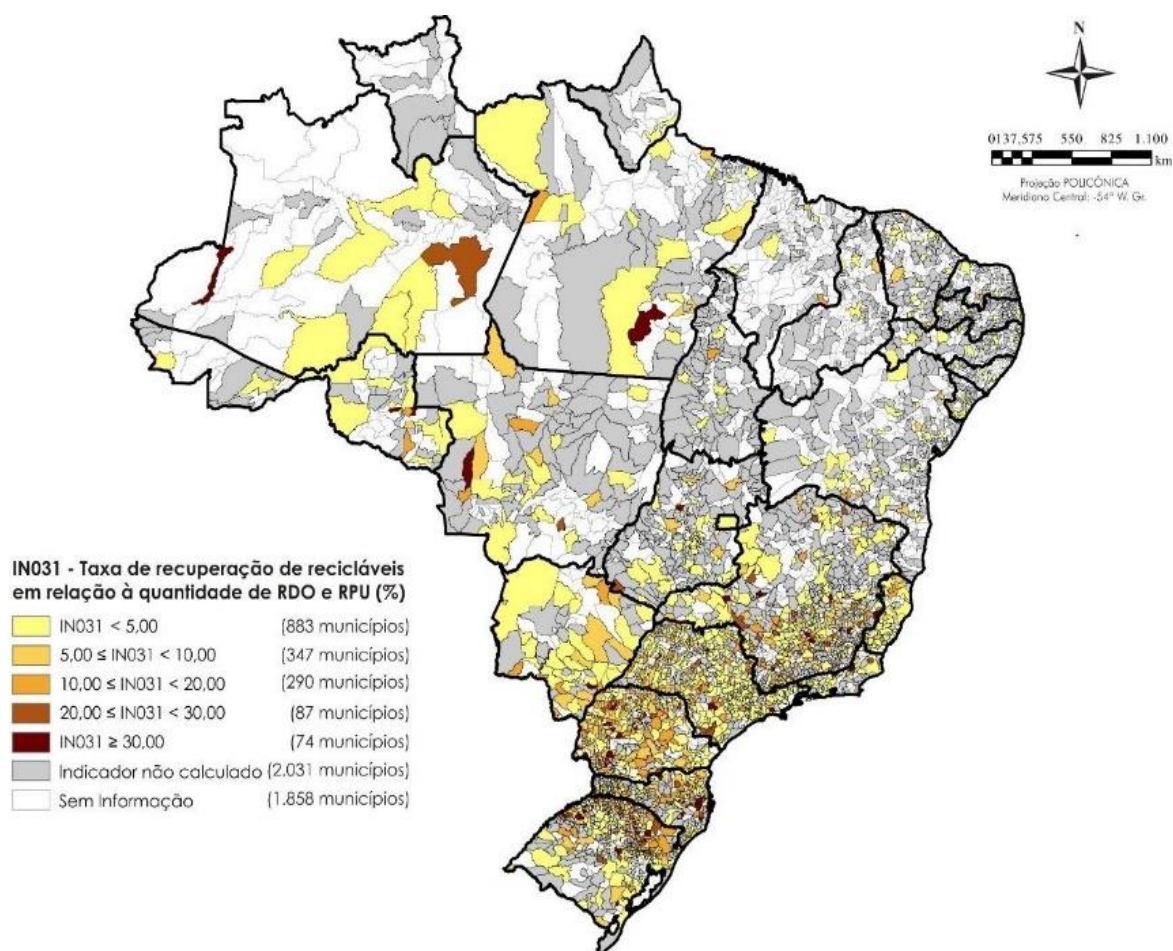 N
0137,575 550 825 1.100
km
Projeção POLICÔNICA
Meridiano Central: -54° W. Gr.
IN031 - Taxa de recuperação de recicláveis
em relação à quantidade de RDO e RPU (%)
IN031 < 5,00 (883 municípios)
5,00 ≤ IN031 < 10,00 (347 municípios)
10,00 ≤ IN031 < 20,00 (290 municípios)
20,00 ≤ IN031 < 30,00 (87 municípios)
IN031 ≥ 30,00 (74 municípios)
Indicador não calculado (2.031 municípios)
Sem Informação (1.858 municípios)